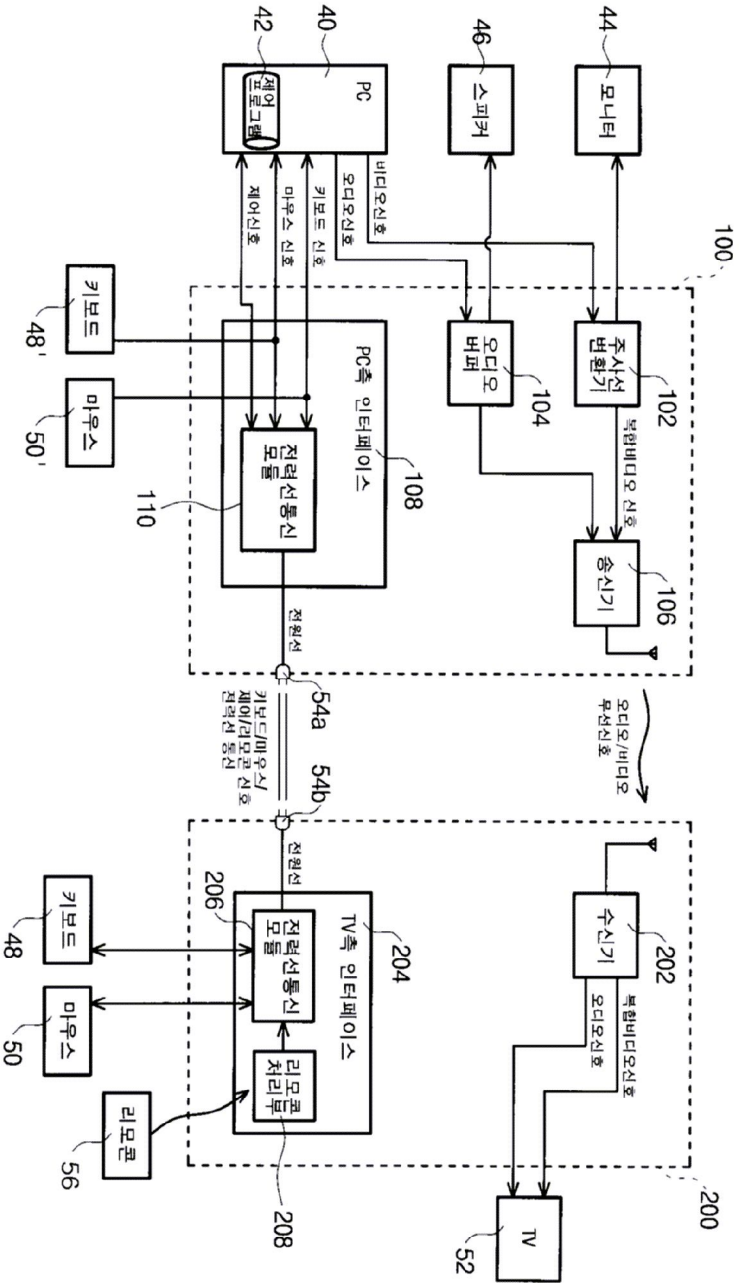 100
44
모니터
46
스피커
40
PC
42
제어
프로그램
비디오신호
오디오신호
키보드 신호
마우스 신호
제어신호
주사선
변환기
102
오디오
버퍼
104
복합비디오 신호
송신기
106
PC측 인터페이스
108
전력선통신
모듈
110
키보드
48'
마우스
50'
전원선
54a
오디오/비디오
무선신호
키보드/마우스/
제어/리모콘 신호
전력선 통신
54b
전원선
200
수신기
202
복합비디오신호
오디오신호
TV
52
TV측 인터페이스
204
전력선통신
모듈
206
리모콘
처리부
208
키보드
48
마우스
50
리모콘
56